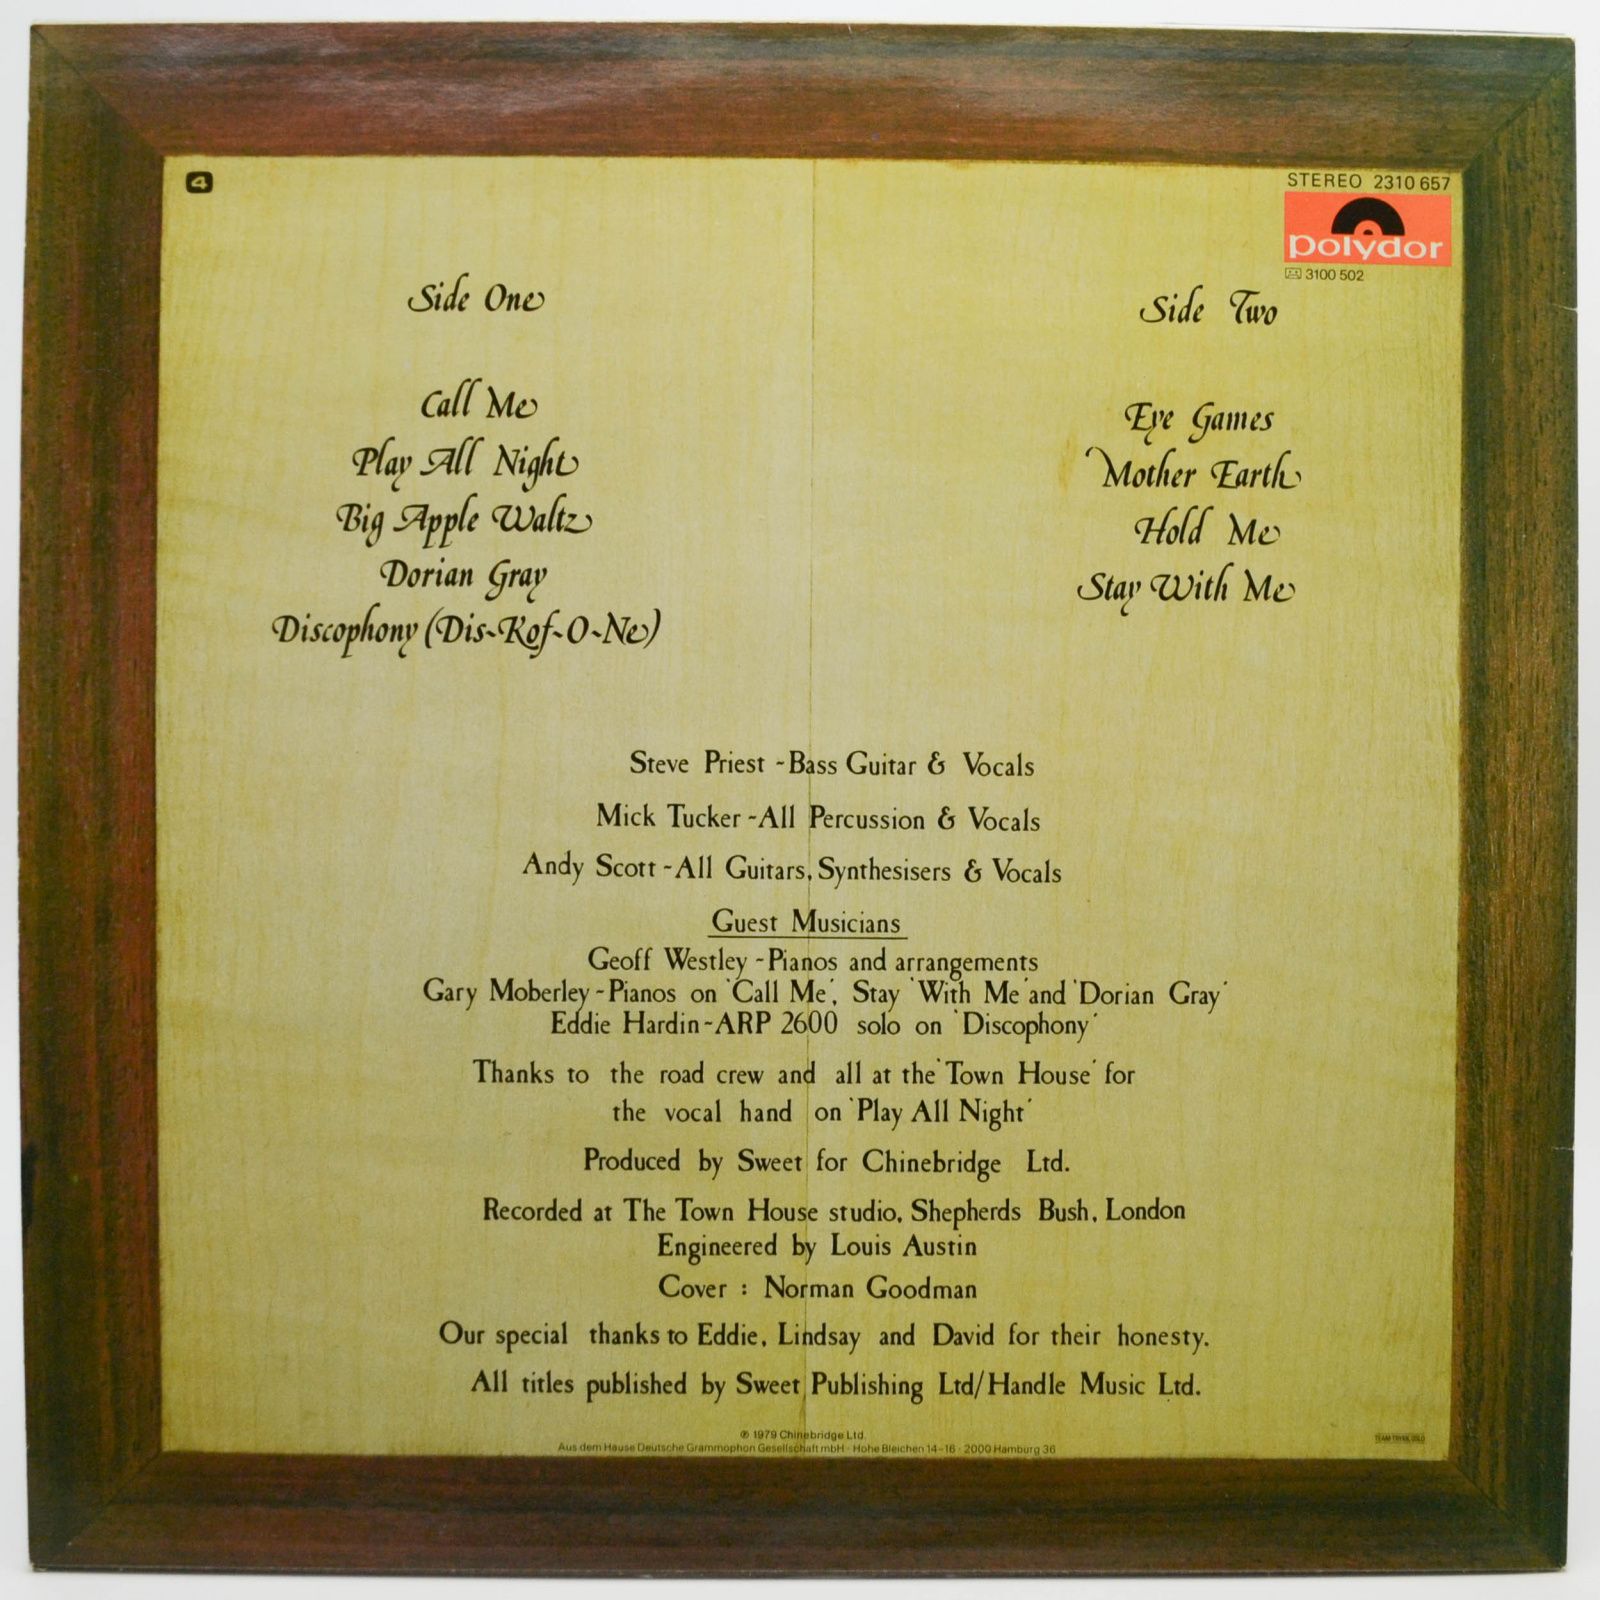 4
STEREO 2310 657
polydor
3100 502
Side One
Call Me
Play All Night
Big Apple Waltz
Dorian Gray
Discophony (Dis~Kof~O~Ne)
Side Two
Eye Games
Mother Earth
Hold Me
Stay With Me
Steve Priest ~ Bass Guitar & Vocals
Mick Tucker ~ All Percussion & Vocals
Andy Scott ~ All Guitars, Synthesisers & Vocals
Guest Musicians
Geoff Westley ~ Pianos and arrangements
Gary Moberley ~ Pianos on 'Call Me', Stay 'With Me' and 'Dorian Gray'
Eddie Hardin ~ ARP 2600 solo on 'Discophony'
Thanks to the road crew and all at the 'Town House' for
the vocal hand on 'Play All Night'
Produced by Sweet for Chinebridge Ltd.
Recorded at The Town House studio, Shepherds Bush, London
Engineered by Louis Austin
Cover : Norman Goodman
Our special thanks to Eddie, Lindsay and David for their honesty.
All titles published by Sweet Publishing Ltd/Handle Music Ltd.
℗ 1979 Chinebridge Ltd.
Aus dem Hause Deutsche Grammophon Gesellschaft mbH · Hohe Bleichen 14-16 · 2000 Hamburg 36